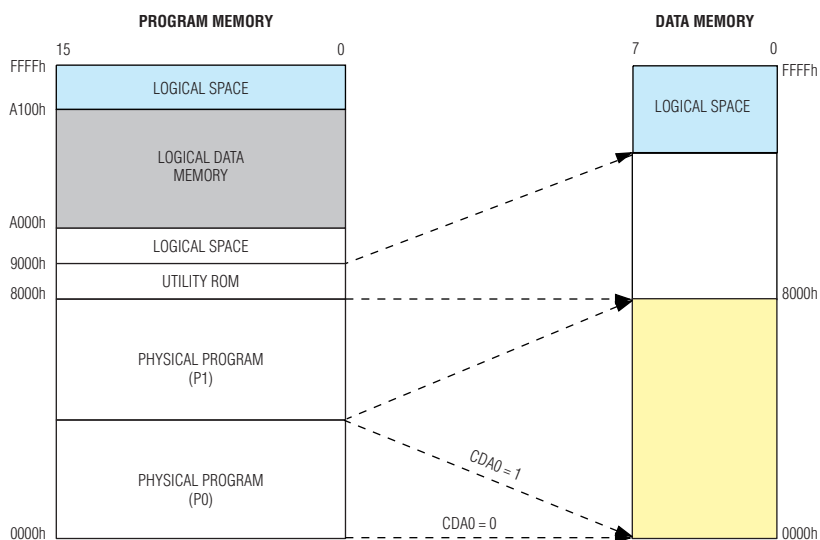 PROGRAM MEMORY
15 0
FFFFh
LOGICAL SPACE
A100h
LOGICAL DATA
MEMORY
A000h
LOGICAL SPACE
9000h
UTILITY ROM
8000h
PHYSICAL PROGRAM
(P1)
PHYSICAL PROGRAM
(P0)
0000h
CDA0 = 1
CDA0 = 0
DATA MEMORY
7 0
FFFFh
LOGICAL SPACE
8000h
0000h